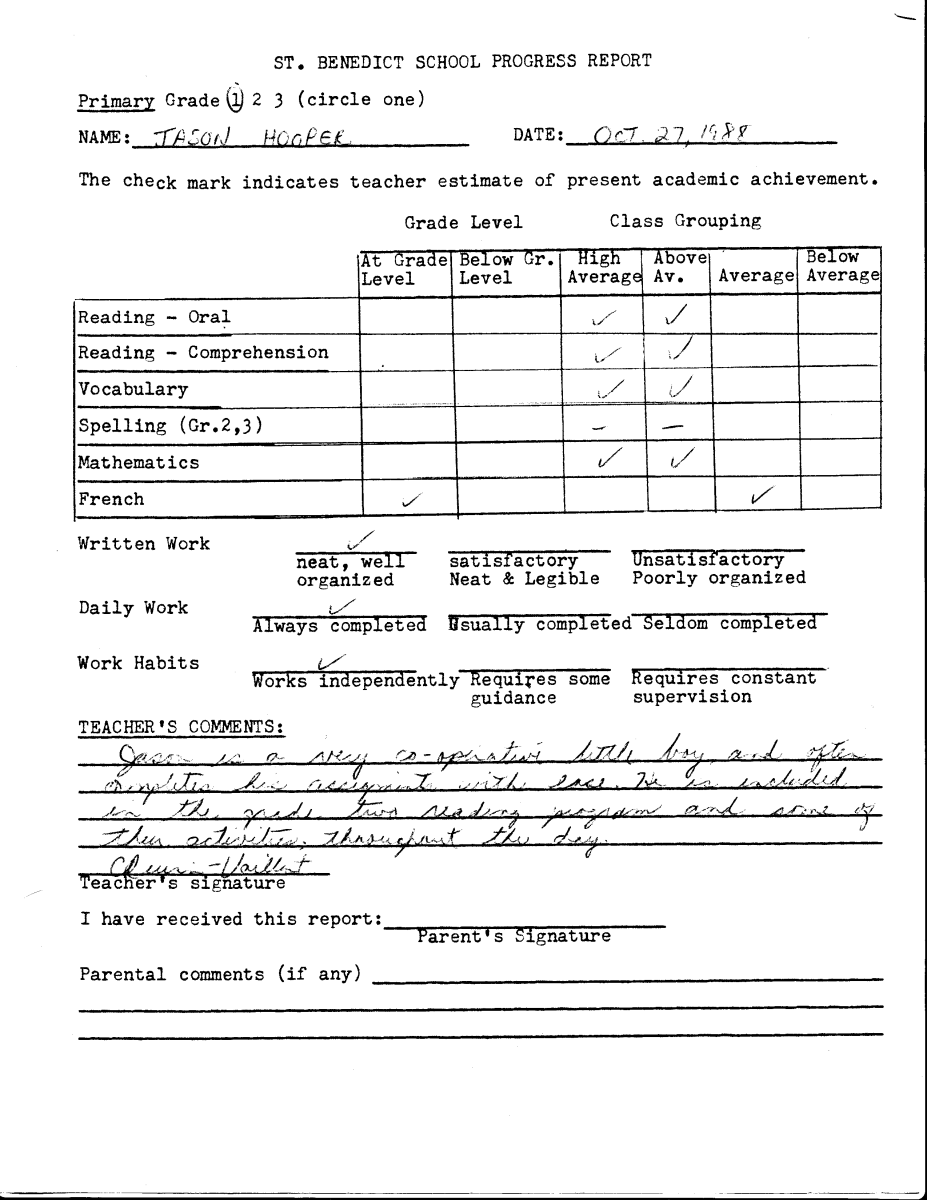 ST. BENEDICT SCHOOL PROGRESS REPORT
Primary Grade 1 2 3 (circle one)
NAME: JASON HOOPER DATE: OCT. 27, 1988
The check mark indicates teacher estimate of present academic achievement.
Grade Level Class Grouping
At Grade Below Gr. High Above Below
Level Level Average Av. Average Average
Reading - Oral ✓ ✓
Reading - Comprehension ✓ ✓
Vocabulary ✓ ✓
Spelling (Gr.2,3) - -
Mathematics ✓ ✓
French ✓ ✓
Written Work ✓
neat, well satisfactory Unsatisfactory
organized Neat & Legible Poorly organized
Daily Work ✓
Always completed Usually completed Seldom completed
Work Habits ✓
Works independently Requires some Requires constant
guidance supervision
TEACHER'S COMMENTS:
Jason is a very co-operative little boy and often
completes his assignments with ease. He is included
in the grade two reading program and some of
their activities throughout the day.
Teacher's signature
I have received this report:
Parent's Signature
Parental comments (if any)